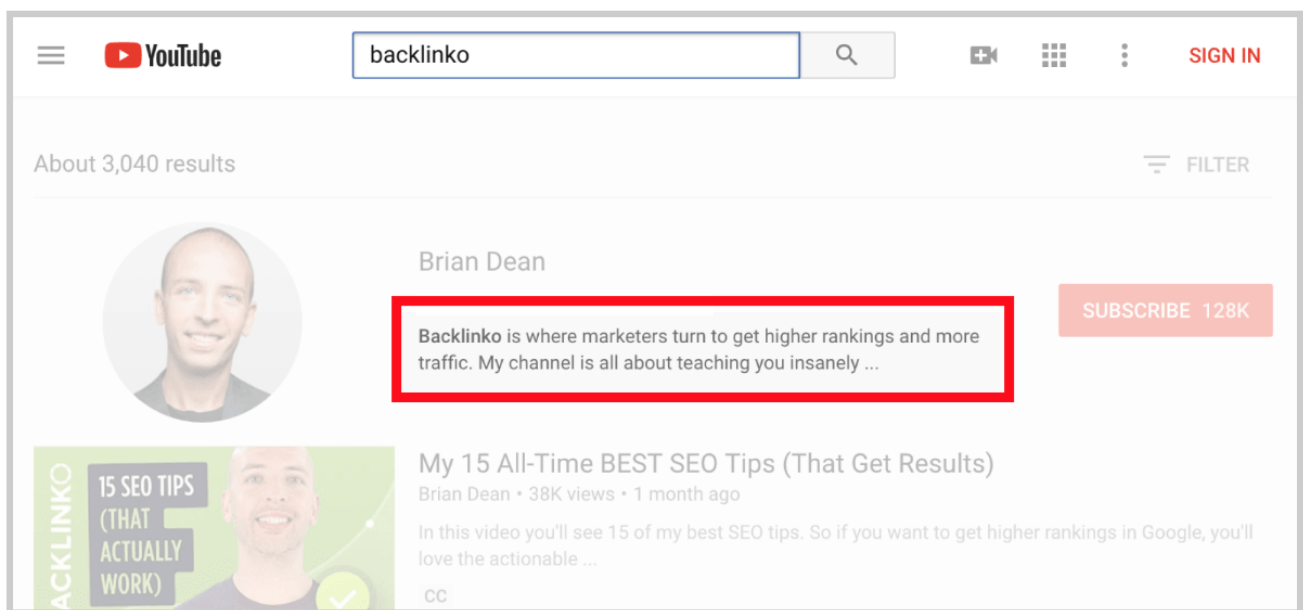 YouTube
backlinko
SIGN IN
About 3,040 results
FILTER
Brian Dean
SUBSCRIBE 128K
Backlinko is where marketers turn to get higher rankings and more
traffic. My channel is all about teaching you insanely ...
My 15 All-Time BEST SEO Tips (That Get Results)
Brian Dean • 38K views • 1 month ago
In this video you'll see 15 of my best SEO tips. So if you want to get higher rankings in Google, you'll
love the actionable ...
CC
ACKLINKO
15 SEO TIPS
(THAT
ACTUALLY
WORK)